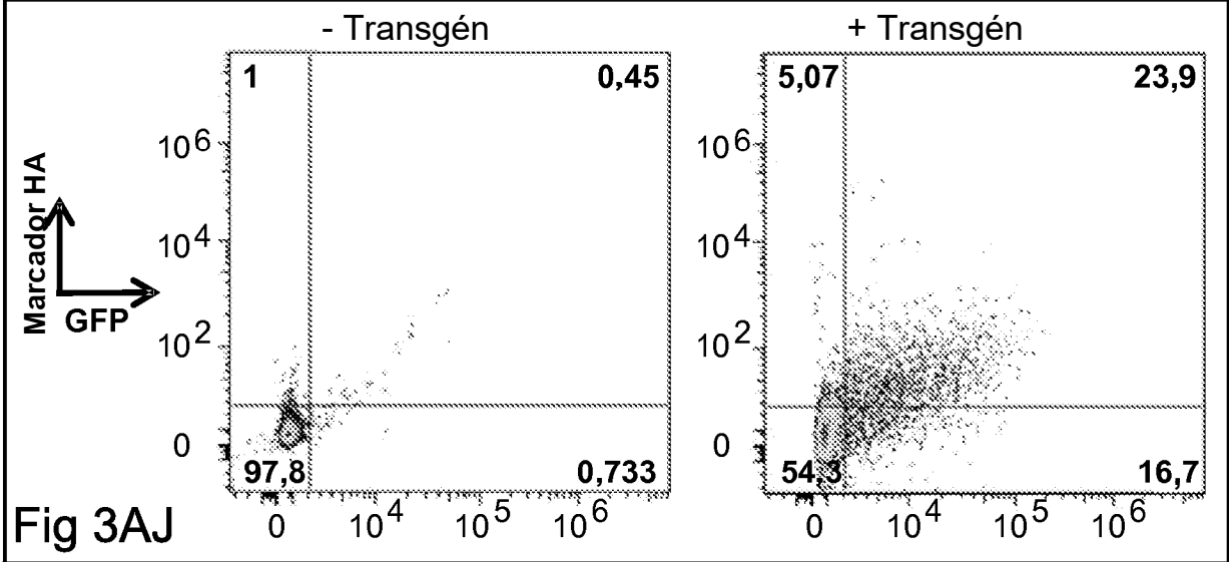 - Transgén
+ Transgén
1
0,45
5,07
23,9
10^6
10^4
10^2
0
10^6
10^4
10^2
0
Marcador HA
GFP
97,8
0,733
54,3
16,7
0 10^4 10^5 10^6
0 10^4 10^5 10^6
Fig 3AJ